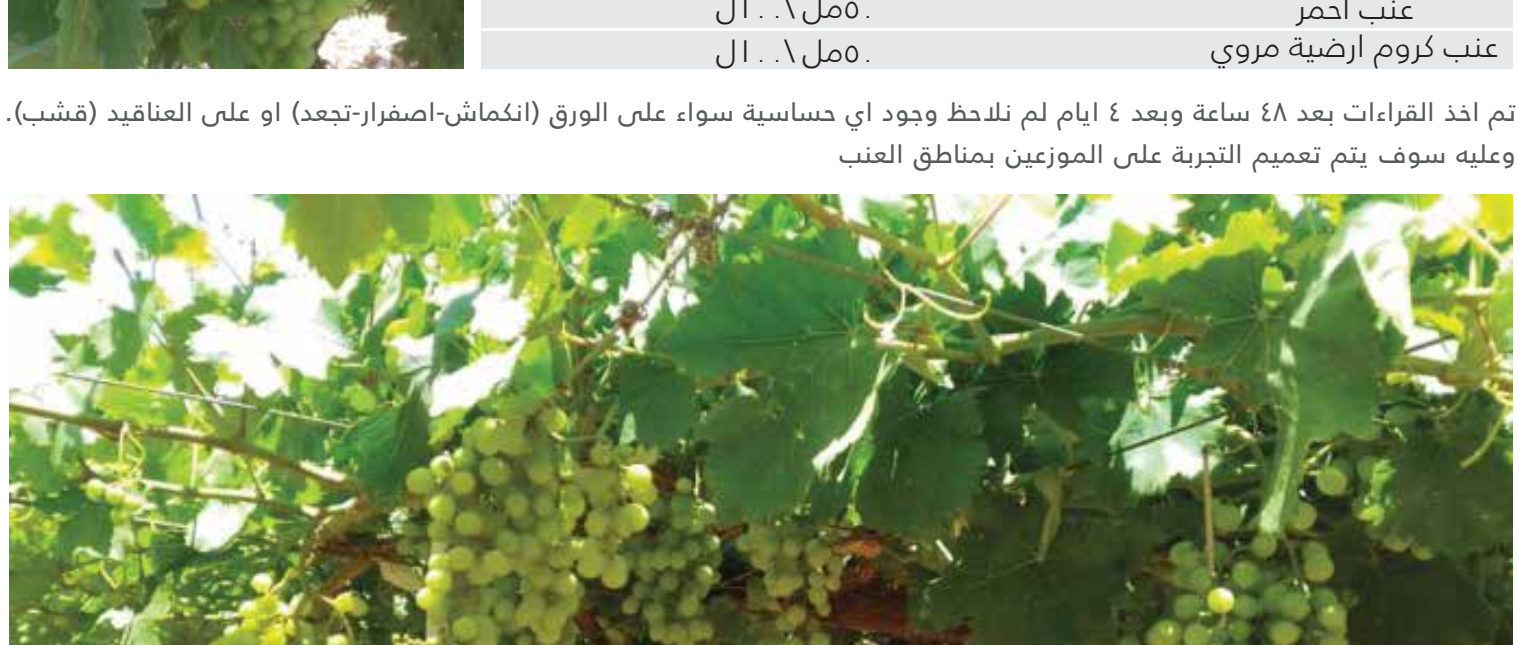 عنب احمر .٥مل\..ال
عنب كروم ارضية مروي .٥مل\..ال
تم اخذ القراءات بعد ٤٨ ساعة وبعد ٤ ايام لم نلاحظ وجود اي حساسية سواء على الورق (انكماش-اصفرار-تجعد) او على العناقيد (قشب).
وعليه سوف يتم تعميم التجربة على الموزعين بمناطق العنب